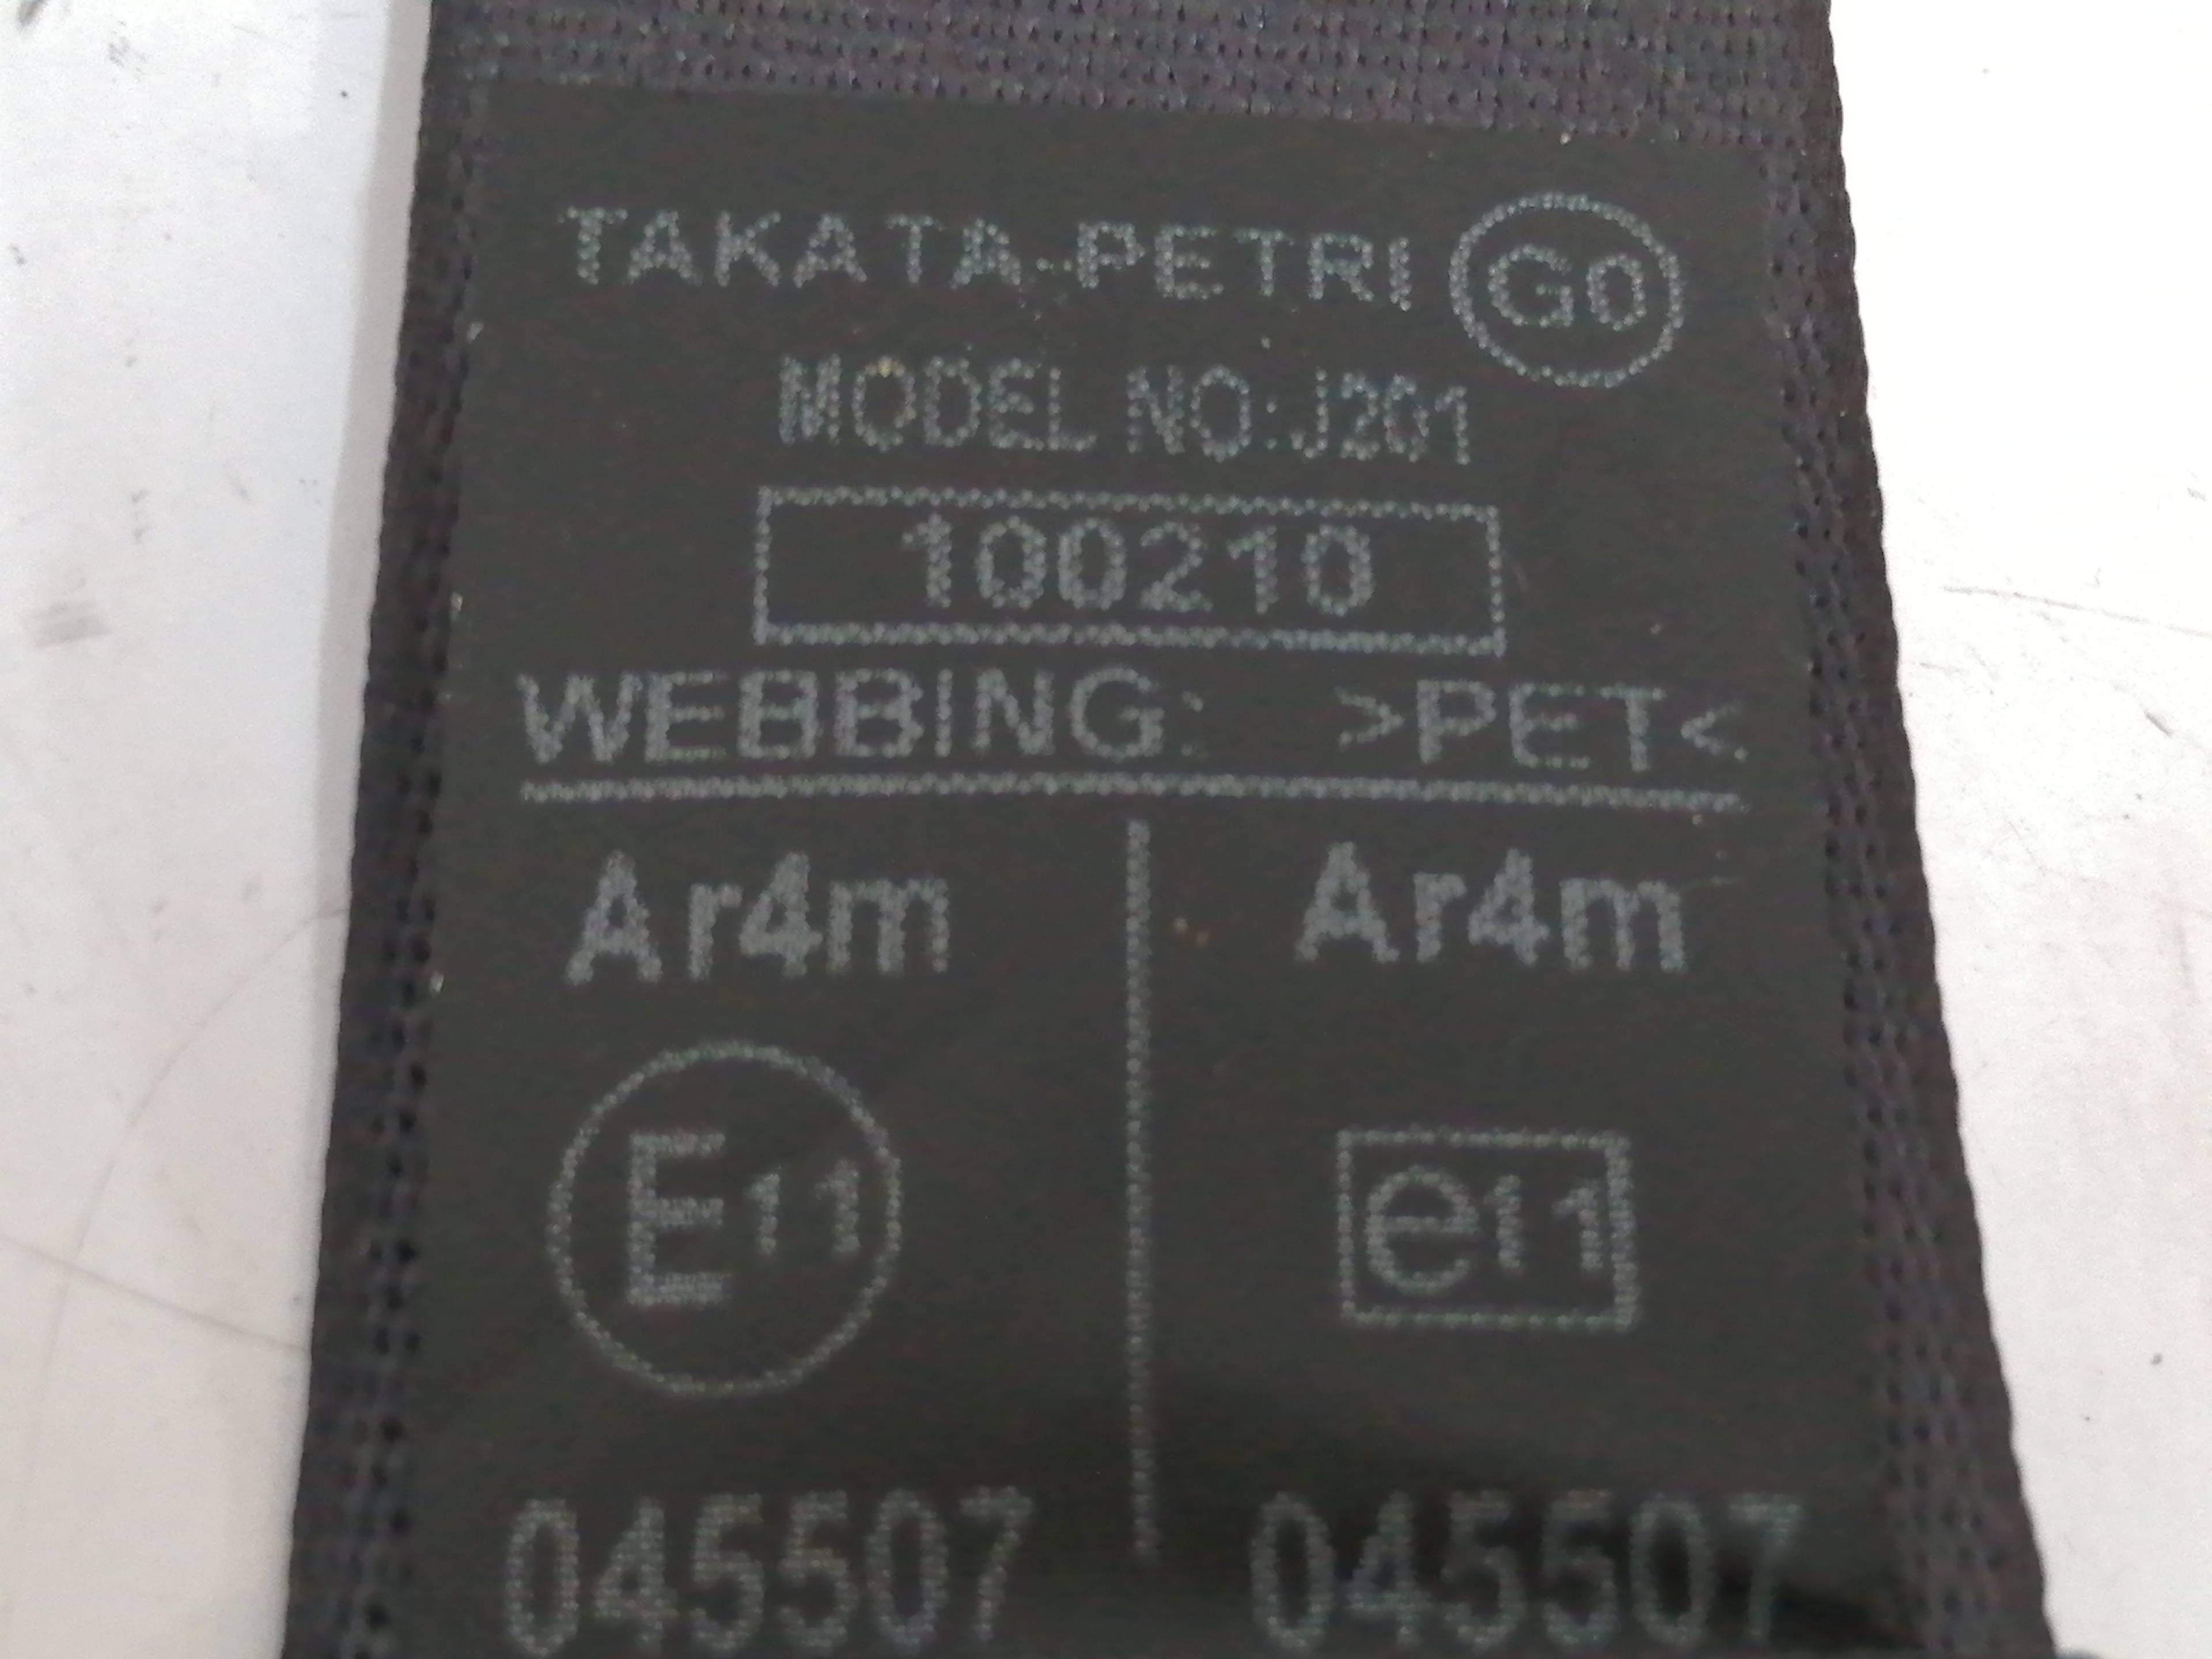 TAKATA-PETRI G0
MODEL NO:J201
100210
WEBBING: >PET<
Ar4m Ar4m
E11 e11
045507 045507